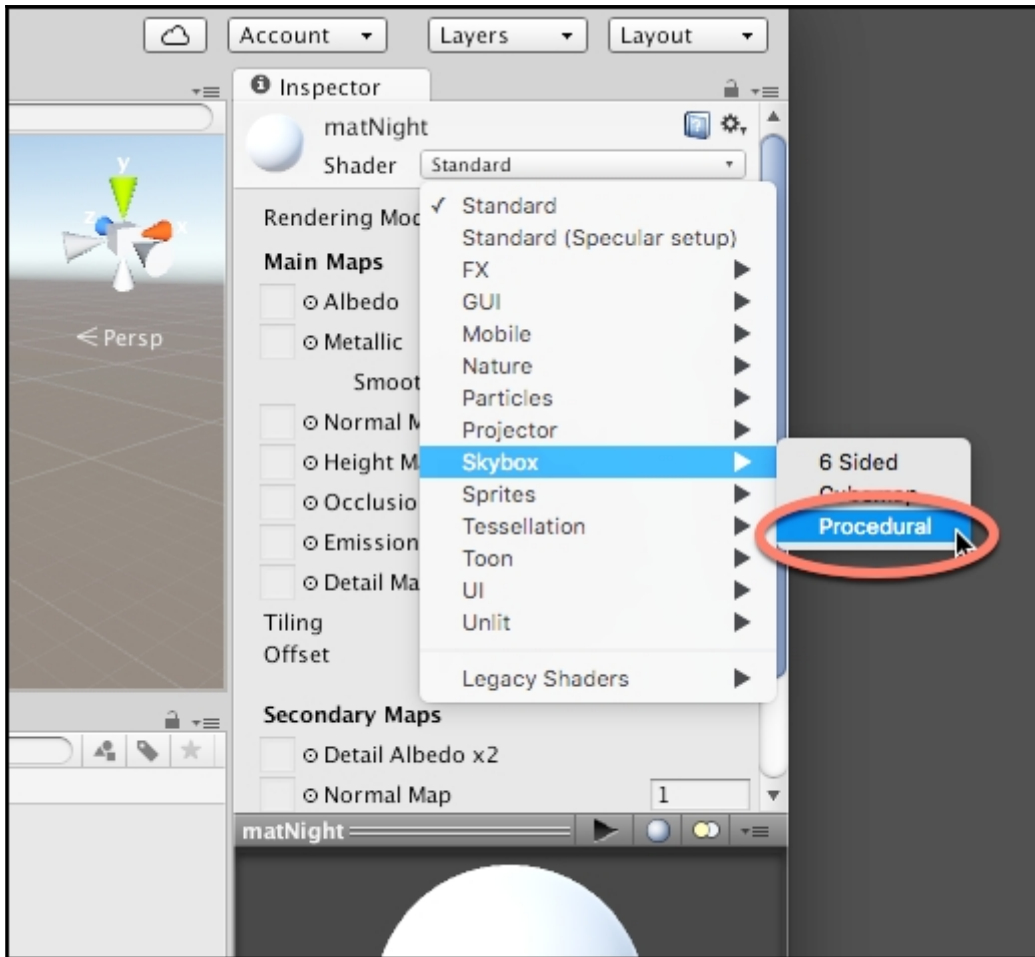 Account
Layers
Layout
Inspector
matNight
Shader
Standard
Rendering Mod
Main Maps
Albedo
Metallic
Smoot
Normal M
Height M
Occlusio
Emission
Detail Ma
Tiling
Offset
Secondary Maps
Detail Albedo x2
Normal Map
1
matNight
y
z
x
Persp
✓ Standard
Standard (Specular setup)
FX
GUI
Mobile
Nature
Particles
Projector
Skybox
Sprites
Tessellation
Toon
UI
Unlit
Legacy Shaders
6 Sided
Cubemap
Procedural